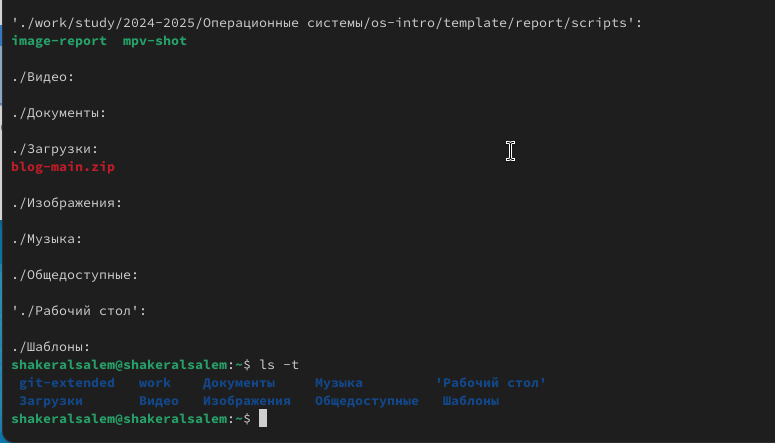 './work/study/2024-2025/Операционные системы/os-intro/template/report/scripts':
image-report  mpv-shot
./Видео:
./Документы:
./Загрузки:
blog-main.zip
./Изображения:
./Музыка:
./Общедоступные:
'./Рабочий стол':
./Шаблоны:
shakeralsalem@shakeralsalem:~$ ls -t
git-extended   work    Документы     Музыка         'Рабочий стол'
Загрузки       Видео   Изображения   Общедоступные   Шаблоны
shakeralsalem@shakeralsalem:~$